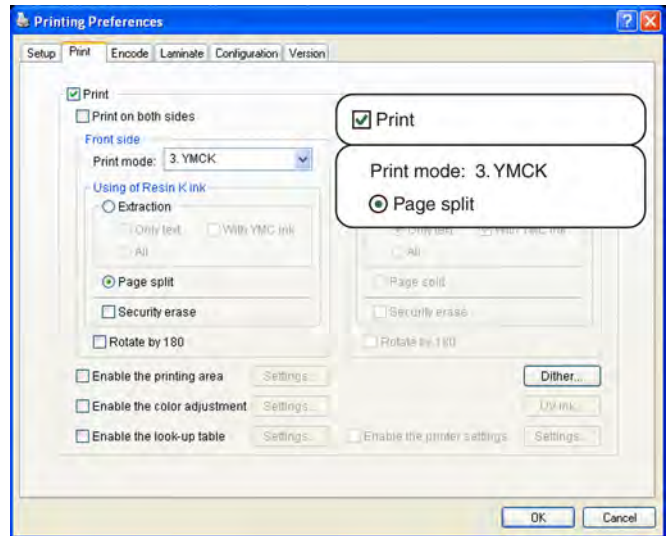 Printing Preferences
Setup Print Encode Laminate Configuration Version
Print
Print on both sides
Front side
Print mode: 3. YMCK
Using of Resin K ink
Extraction
Only text With YMC ink
All
Page split
Security erase
Rotate by 180
Print
Print mode: 3. YMCK
Page split
All
Page split
Security erase
Rotate by 180
Enable the printing area Settings...
Dither...
Enable the color adjustment Settings...
UV ink...
Enable the look-up table Settings...
Enable the printer settings Settings...
OK Cancel